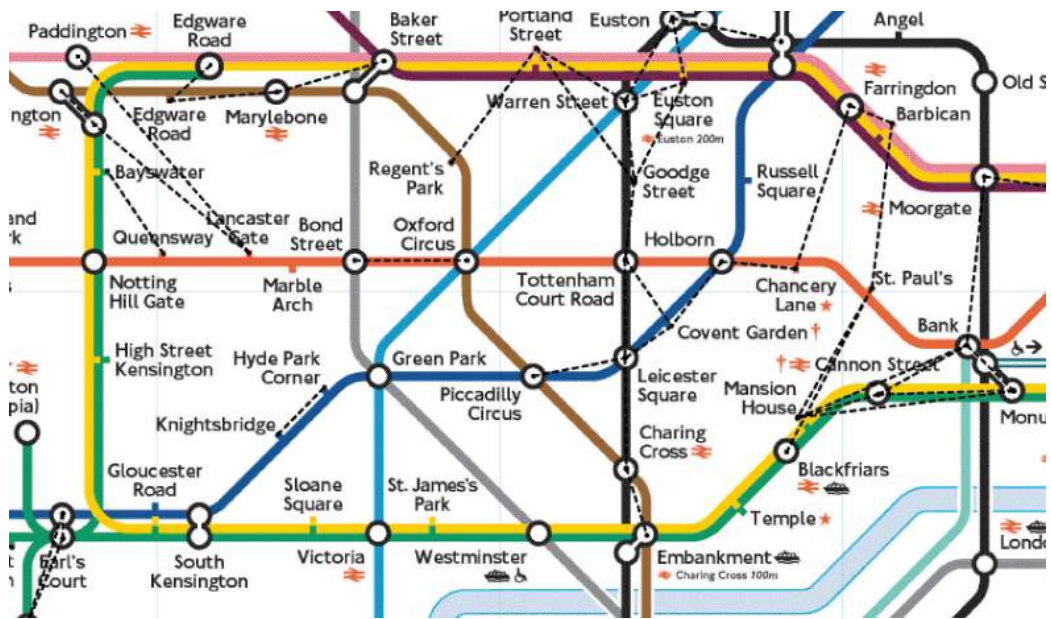 Paddington
Edgware
Road
Baker
Street
Portland
Street
Euston
Angel
Edgware
Road
Marylebone
Warren Street
Euston
Square
Euston 200m
Farringdon
Barbican
Bayswater
Regent's
Park
Goodge
Street
Russell
Square
Moorgate
Queensway
Lancaster
Gate
Bond
Street
Oxford
Circus
Holborn
Notting
Hill Gate
Marble
Arch
Tottenham
Court Road
Chancery
Lane
St. Paul's
Covent Garden †
Bank
High Street
Kensington
Hyde Park
Corner
Green Park
Piccadilly
Circus
Leicester
Square
† Cannon Street
Mansion
House
Knightsbridge
Charing
Cross
Gloucester
Road
Sloane
Square
St. James's
Park
Blackfriars
Temple
Earl's
Court
South
Kensington
Victoria
Westminster
Embankment
Charing Cross 100m